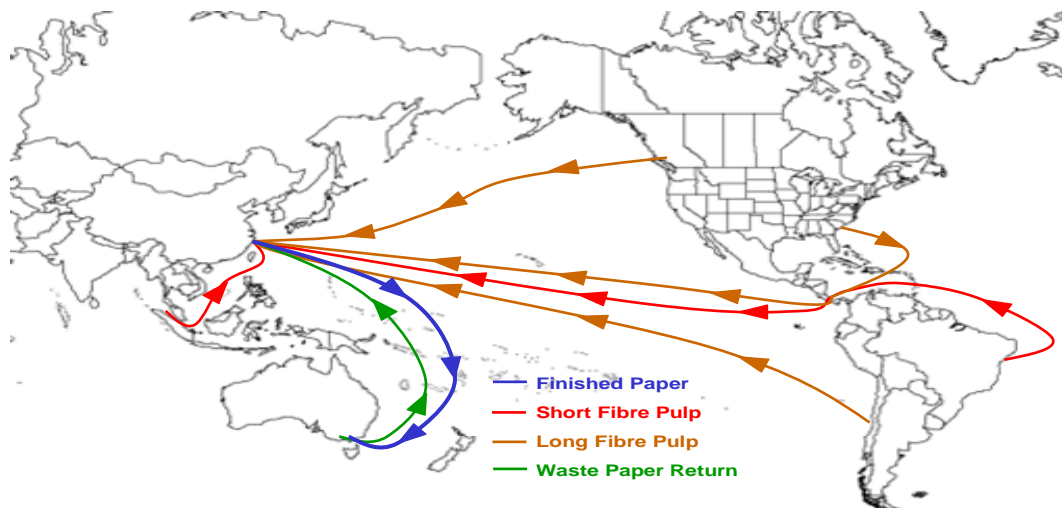 Finished Paper
Short Fibre Pulp
Long Fibre Pulp
Waste Paper Return